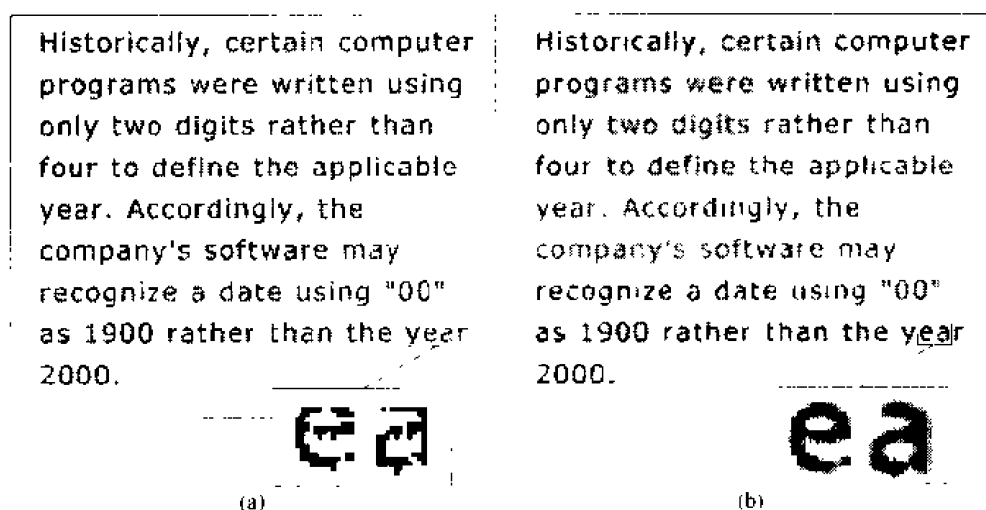 Historically, certain computer
programs were written using
only two digits rather than
four to define the applicable
year. Accordingly, the
company's software may
recognize a date using "00"
as 1900 rather than the year
2000.
e a
(a)
Historically, certain computer
programs were written using
only two digits rather than
four to define the applicable
year. Accordingly, the
company's software may
recognize a date using "00"
as 1900 rather than the year
2000.
e a
(b)